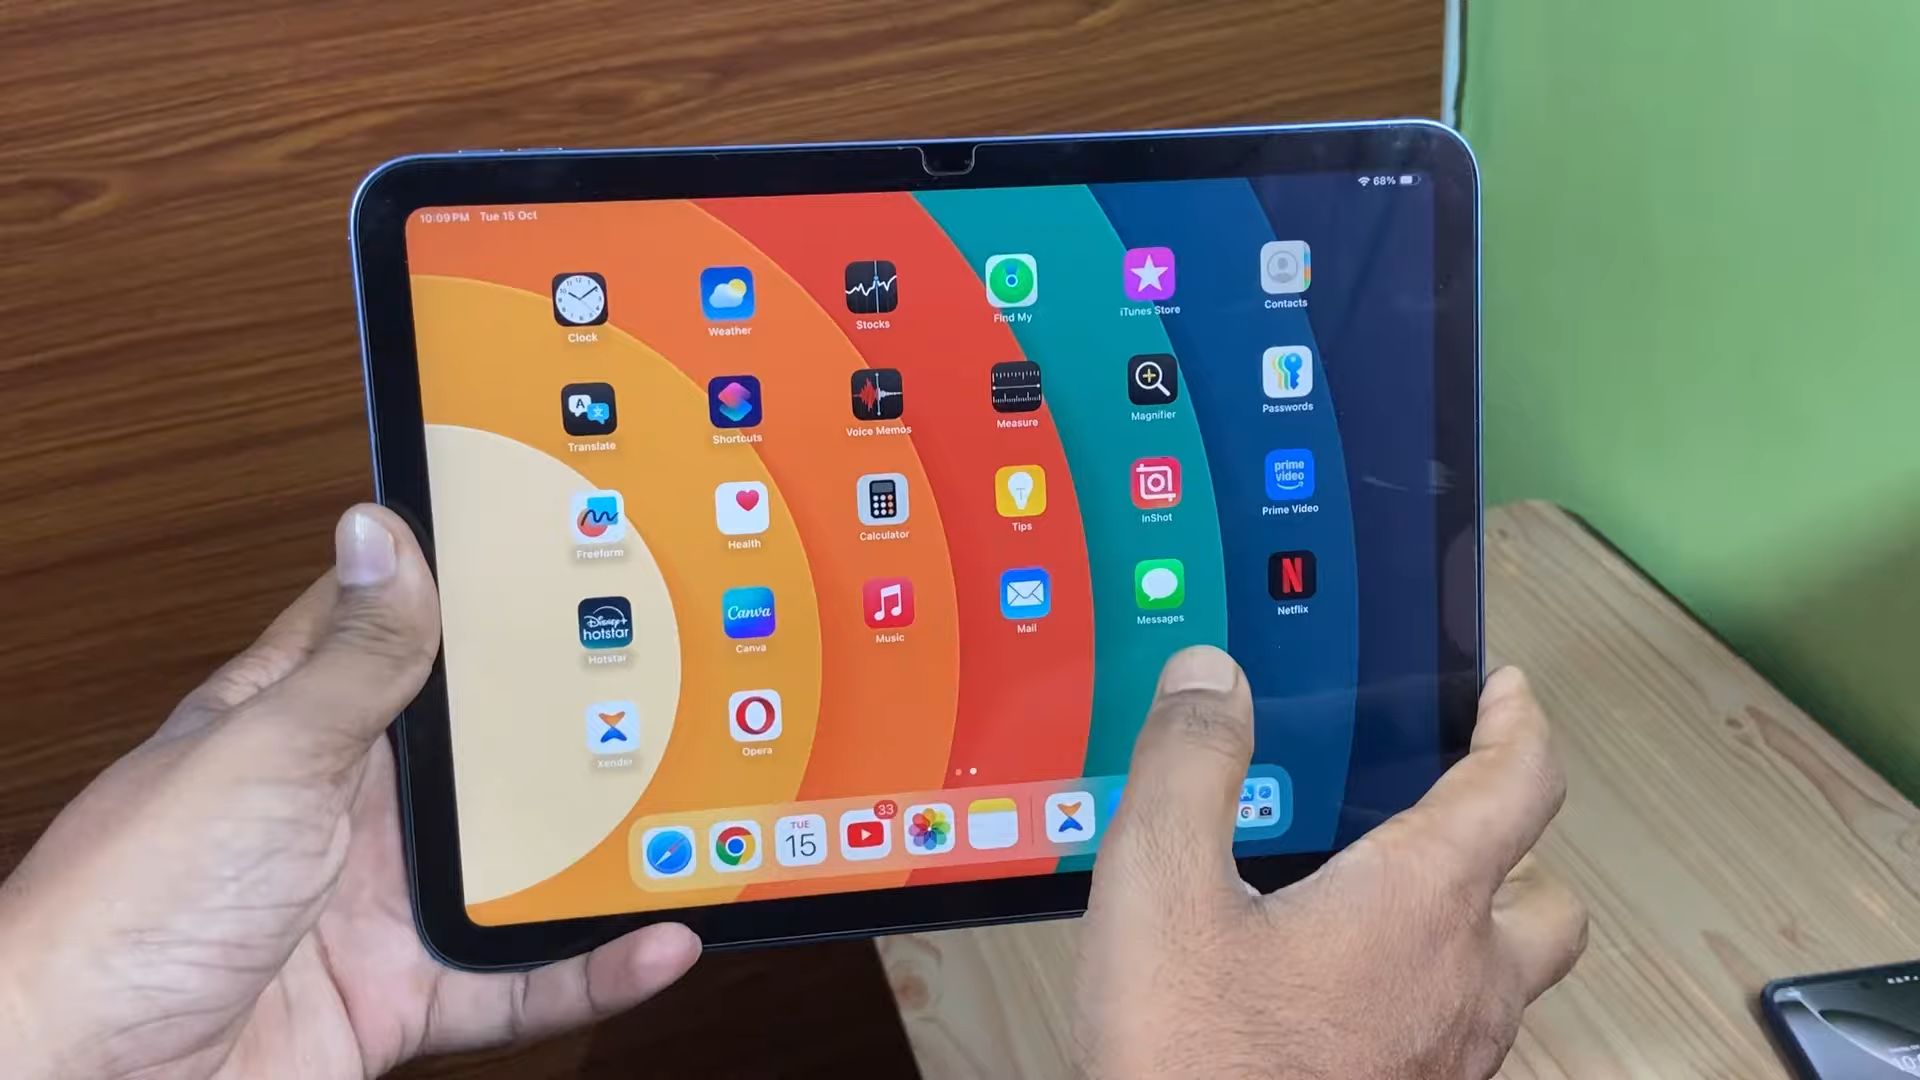 10:09 PM Tue 15 Oct
68%
Clock
Weather
Stocks
Find My
iTunes Store
Contacts
A
Translate
Shortcuts
Voice Memos
Measure
Magnifier
Passwords
Freeform
Health
Calculator
T
Tips
InShot
prime
video
Prime Video
Disney+
hotstar
Hotstar
Canva
Canva
Music
Mail
Messages
N
Netflix
Xender
Opera
TUE
15
33